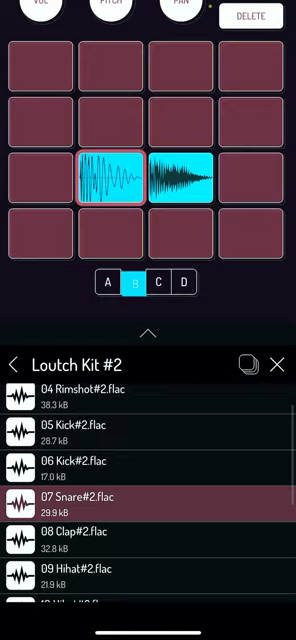 VOL PITCH PAN
DELETE
A B C D
Loutch Kit #2
04 Rimshot#2.flac
38.3 kB
05 Kick#2.flac
28.7 kB
06 Kick#2.flac
17.0 kB
07 Snare#2.flac
29.9 kB
08 Clap#2.flac
32.8 kB
09 Hihat#2.flac
21.9 kB